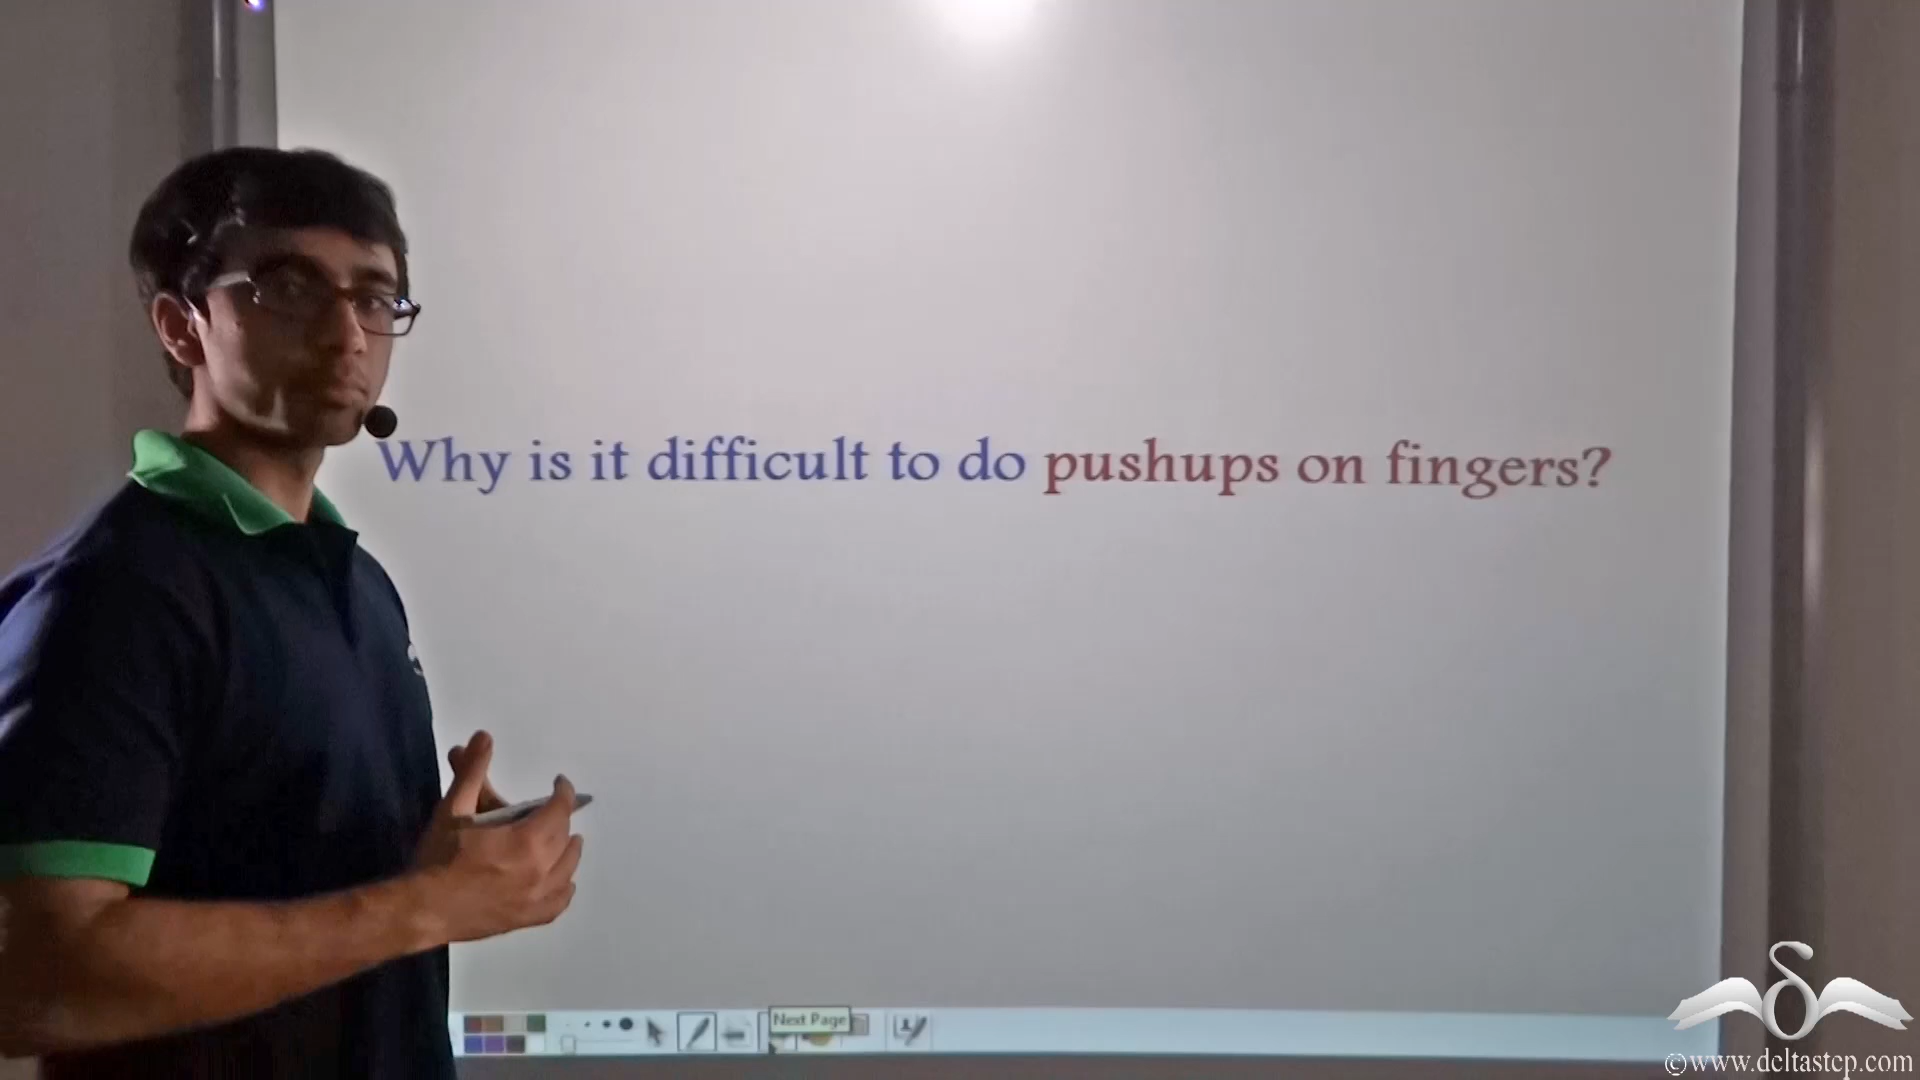 Why is it difficult to do pushups on fingers?
Next Page
©www.deltastep.com